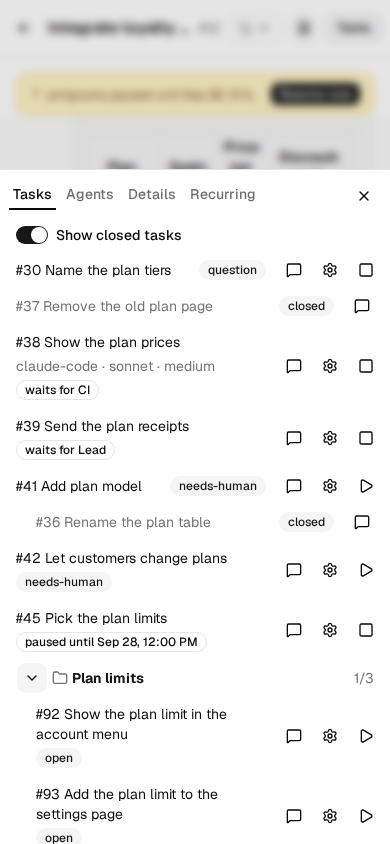 Tasks Agents Details Recurring
Show closed tasks
#30 Name the plan tiers question
#37 Remove the old plan page closed
#38 Show the plan prices
claude-code · sonnet · medium
waits for CI
#39 Send the plan receipts
waits for Lead
#41 Add plan model needs-human
#36 Rename the plan table closed
#42 Let customers change plans
needs-human
#45 Pick the plan limits
paused until Sep 28, 12:00 PM
Plan limits 1/3
#92 Show the plan limit in the
account menu
open
#93 Add the plan limit to the
settings page
open